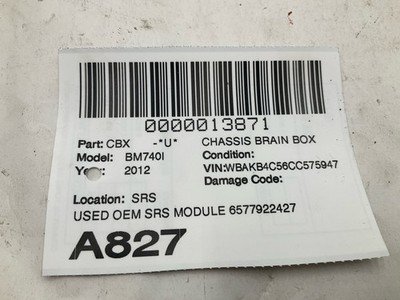 0000013871
Part: CBX -*U* CHASSIS BRAIN BOX
Model: BM740I Condition:
Year: 2012 VIN:WBAKB4C56CC575947
Damage Code:
Location: SRS
USED OEM SRS MODULE 6577922427
A827